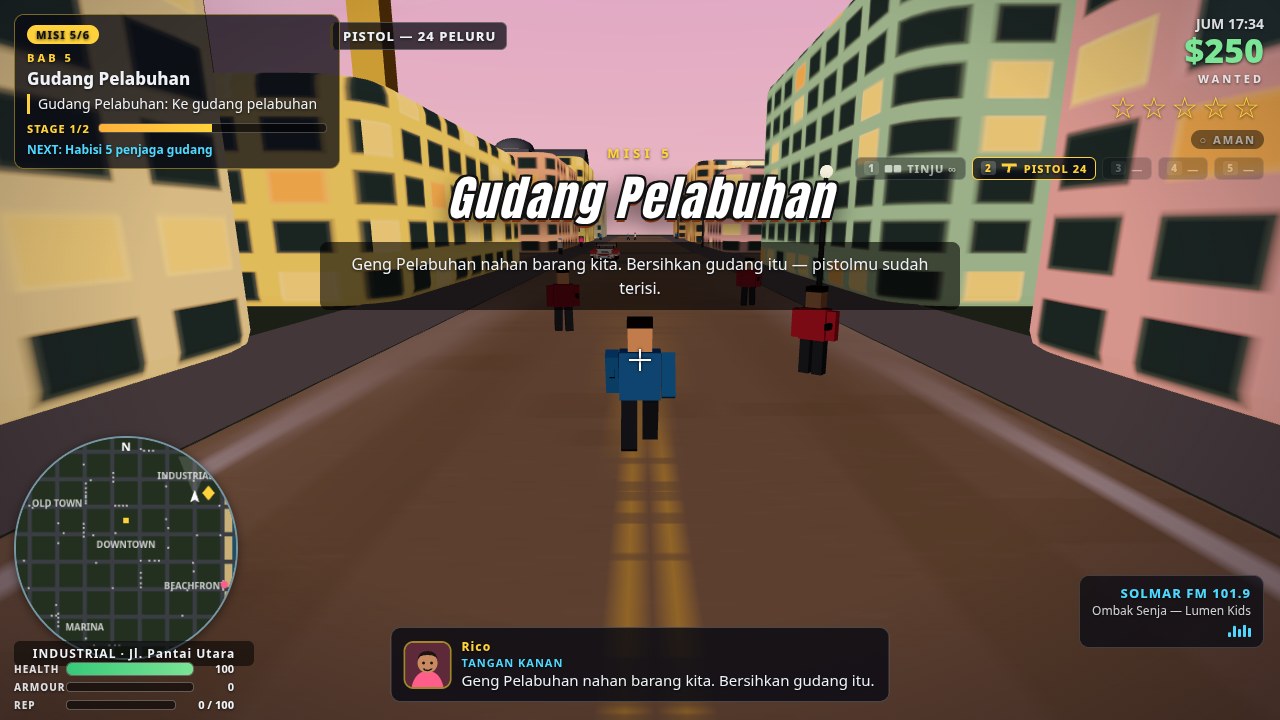 MISI 5/6
BAB 5
Gudang Pelabuhan
Gudang Pelabuhan: Ke gudang pelabuhan
STAGE 1/2
NEXT: Habisi 5 penjaga gudang
PISTOL — 24 PELURU
JUM 17:34
$250
WANTED
AMAN
1 TINJU ∞
2 PISTOL 24
3 —
4 —
5 —
MISI 5
Gudang Pelabuhan
Geng Pelabuhan nahan barang kita. Bersihkan gudang itu — pistolmu sudah
terisi.
N
INDUSTRIA
OLD TOWN
DOWNTOWN
BEACHFRONT
MARINA
INDUSTRIAL · Jl. Pantai Utara
HEALTH 100
ARMOUR 0
REP 0 / 100
Rico
TANGAN KANAN
Geng Pelabuhan nahan barang kita. Bersihkan gudang itu.
SOLMAR FM 101.9
Ombak Senja — Lumen Kids